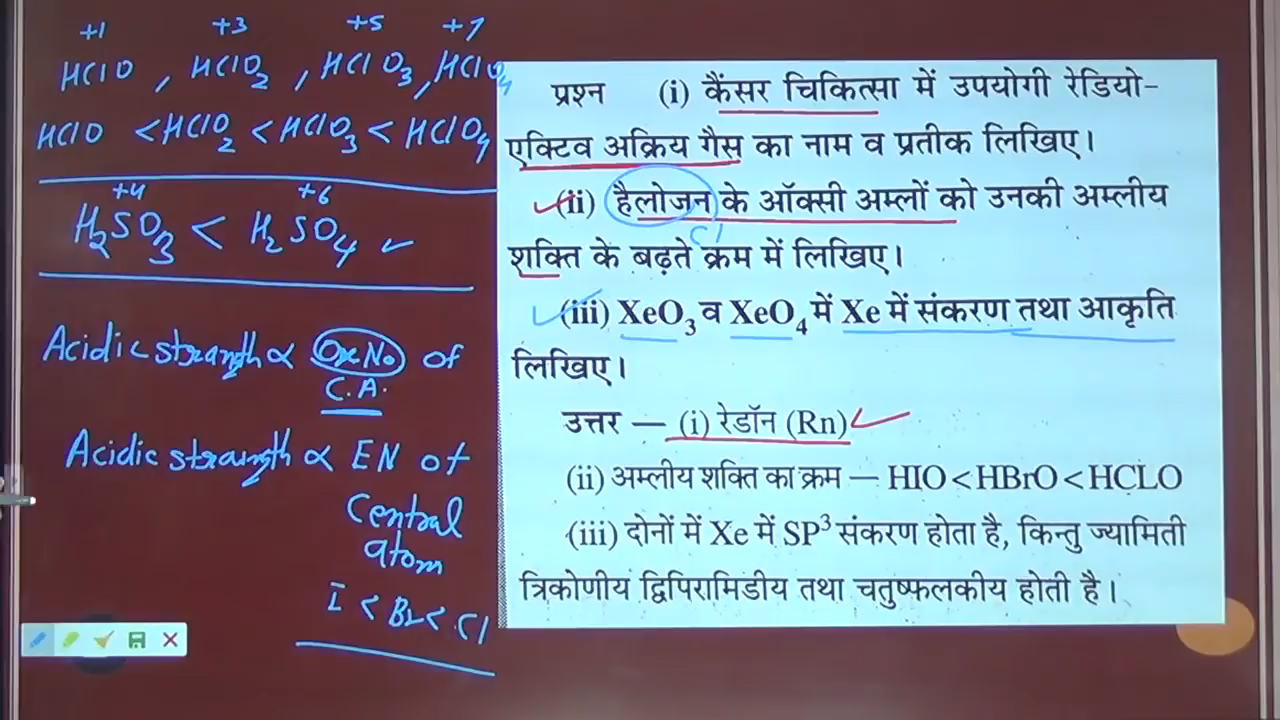 +1 +3 +5 +7
HClO , HClO₂ , HClO₃ , HClO₄
HClO < HClO₂ < HClO₃ < HClO₄
+4 +6
H₂SO₃ < H₂SO₄ ✓
Acidic strength ∝ Ox No of
C.A.
Acidic strength ∝ EN of
Central
atom
I < Br < Cl
प्रश्न (i) कैंसर चिकित्सा में उपयोगी रेडियो-
एक्टिव अक्रिय गैस का नाम व प्रतीक लिखिए।
(ii) हैलोजन के ऑक्सी अम्लों को उनकी अम्लीय
Cl
शक्ति के बढ़ते क्रम में लिखिए।
(iii) XeO₃ व XeO₄ में Xe में संकरण तथा आकृति
लिखिए।
उत्तर — (i) रेडॉन (Rn)
(ii) अम्लीय शक्ति का क्रम — HIO < HBrO < HCLO
(iii) दोनों में Xe में SP³ संकरण होता है, किन्तु ज्यामिती
त्रिकोणीय द्विपिरामिडीय तथा चतुष्फलकीय होती है।